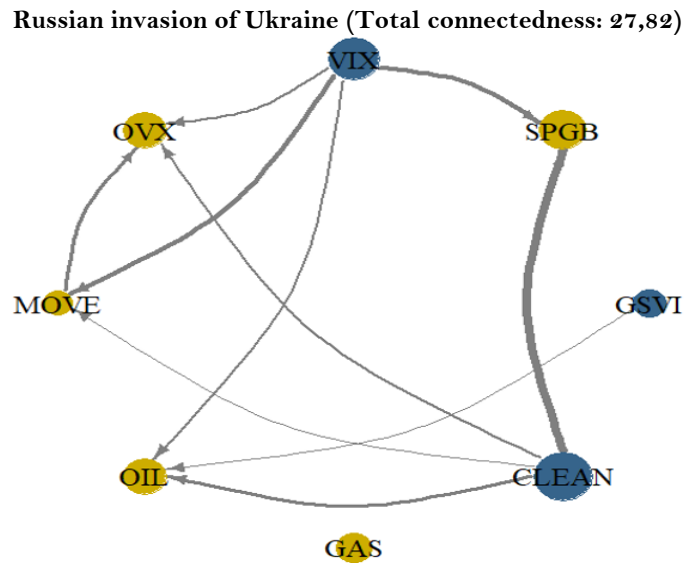 Russian invasion of Ukraine (Total connectedness: 27,82)
VIX
OVX
SPGB
MOVE
GSVI
OIL
CLEAN
GAS